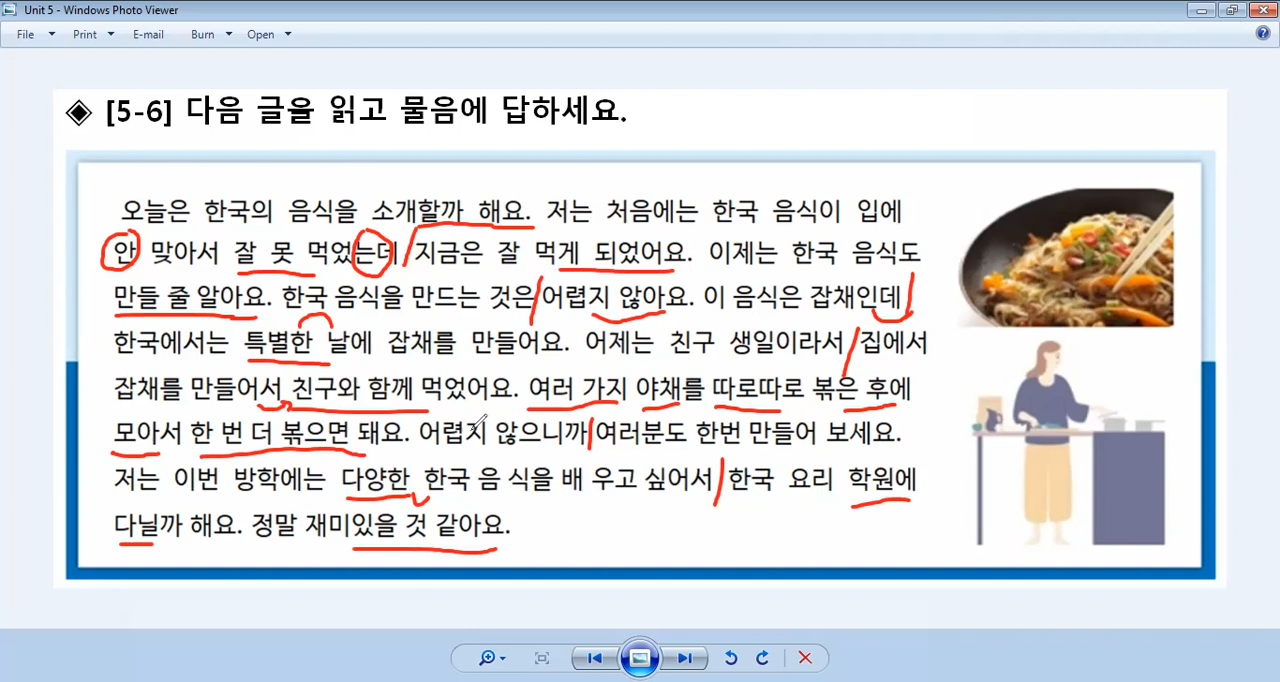 Unit 5 - Windows Photo Viewer
File Print E-mail Burn Open
◈ [5-6] 다음 글을 읽고 물음에 답하세요.
오늘은 한국의 음식을 소개할까 해요. 저는 처음에는 한국 음식이 입에
안 맞아서 잘 못 먹었는데 지금은 잘 먹게 되었어요. 이제는 한국 음식도
만들 줄 알아요. 한국 음식을 만드는 것은 어렵지 않아요. 이 음식은 잡채인데
한국에서는 특별한 날에 잡채를 만들어요. 어제는 친구 생일이라서 집에서
잡채를 만들어서 친구와 함께 먹었어요. 여러 가지 야채를 따로따로 볶은 후에
모아서 한 번 더 볶으면 돼요. 어렵지 않으니까 여러분도 한번 만들어 보세요.
저는 이번 방학에는 다양한 한국 음 식을 배 우고 싶어서 한국 요리 학원에
다닐까 해요. 정말 재미있을 것 같아요.